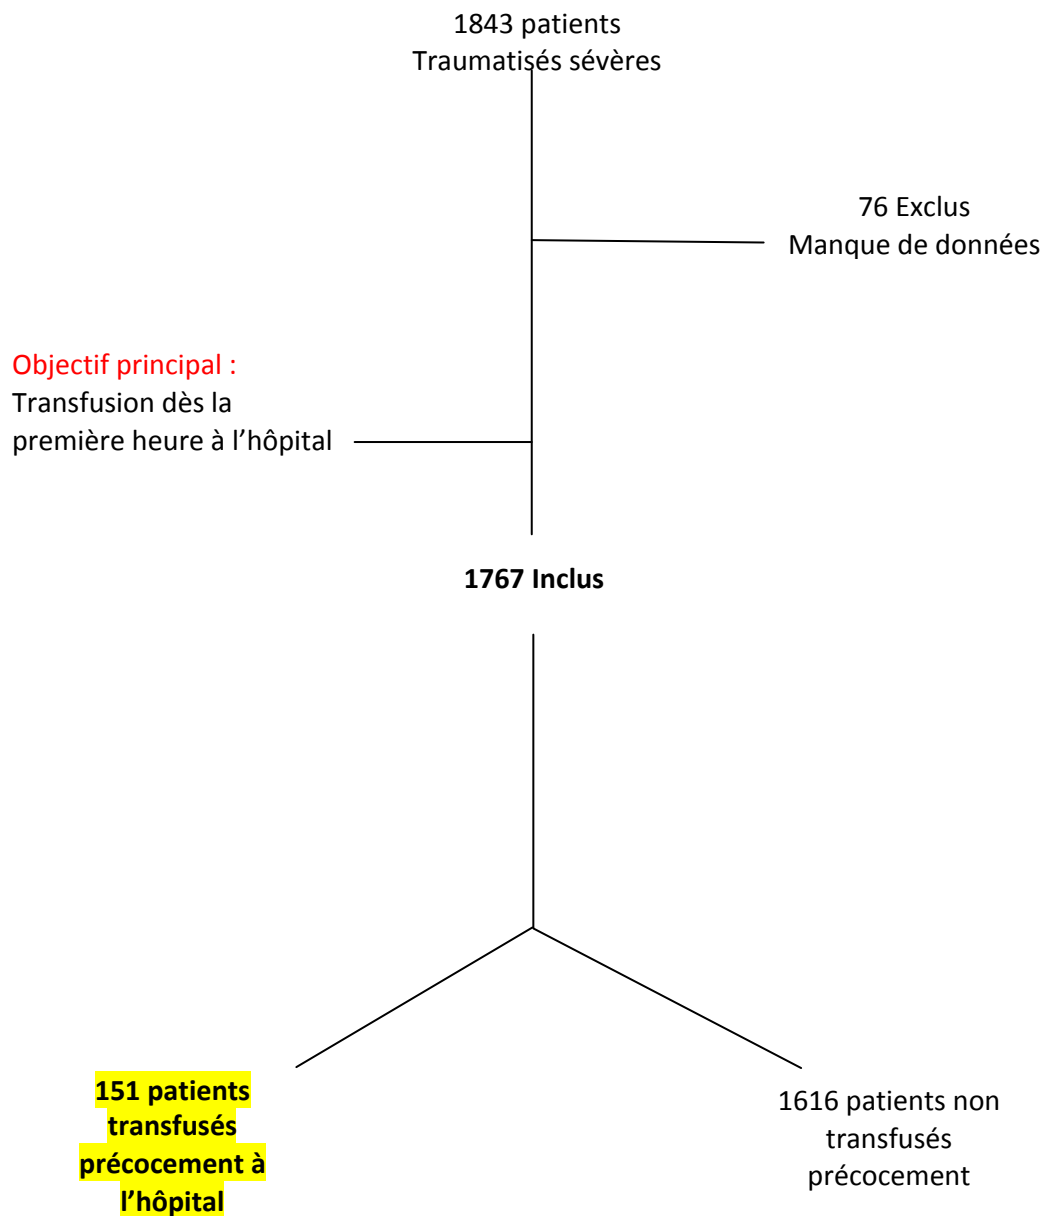 1843 patients
Traumatisés sévères
76 Exclus
Manque de données
Objectif principal :
Transfusion dès la
première heure à l'hôpital
1767 Inclus
151 patients
transfusés
précocement à
l'hôpital
1616 patients non
transfusés
précocement